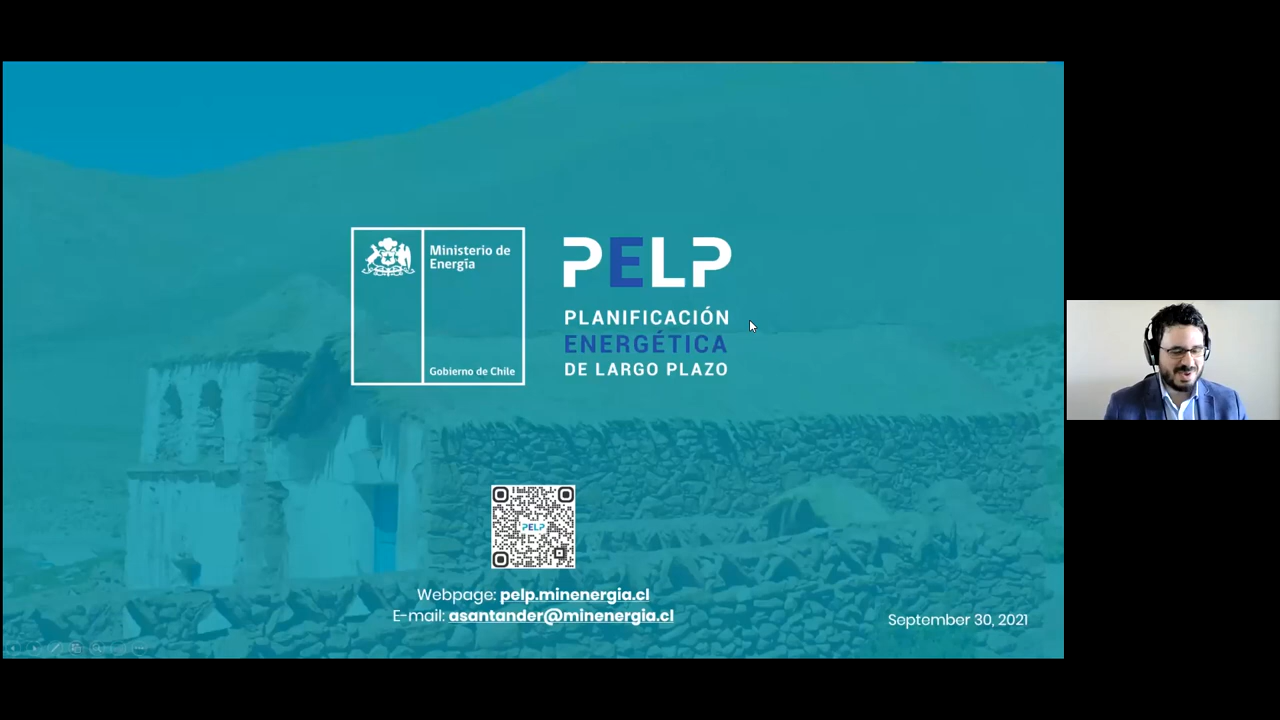 Ministerio de
Energía
Gobierno de Chile
PELP
PLANIFICACIÓN
ENERGÉTICA
DE LARGO PLAZO
PELP
Webpage: pelp.minenergia.cl
E-mail: asantander@minenergia.cl
September 30, 2021